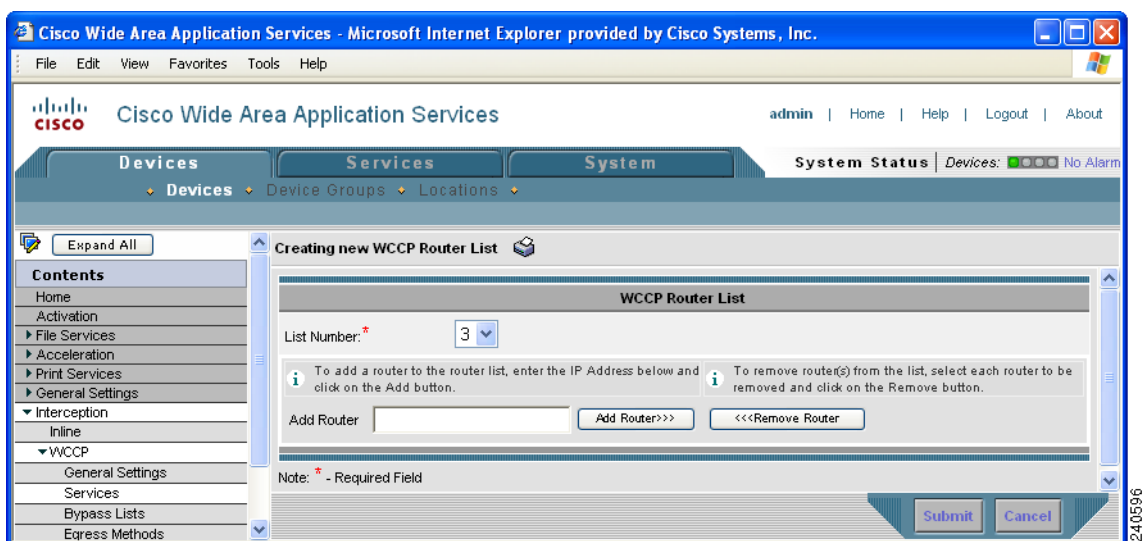 Cisco Wide Area Application Services - Microsoft Internet Explorer provided by Cisco Systems, Inc.
File Edit View Favorites Tools Help
CISCO
Cisco Wide Area Application Services
admin | Home | Help | Logout | About
Devices Services System
System Status | Devices: No Alarm
Devices Device Groups Locations
Expand All
Creating new WCCP Router List
Contents
Home
Activation
File Services
Acceleration
Print Services
General Settings
Interception
Inline
WCCP
General Settings
Services
Bypass Lists
Egress Methods
WCCP Router List
List Number:* 3
To add a router to the router list, enter the IP Address below and
click on the Add button.
To remove router(s) from the list, select each router to be
removed and click on the Remove button.
Add Router Add Router>>> <<<Remove Router
Note: * - Required Field
Submit Cancel
240596